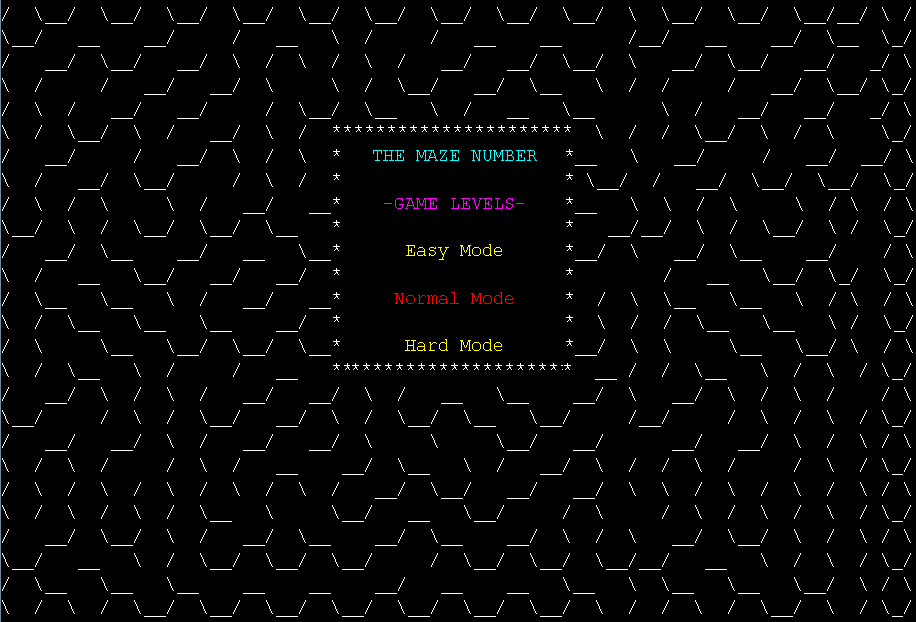 THE MAZE NUMBER
-GAME LEVELS-
Easy Mode
Normal Mode
Hard Mode